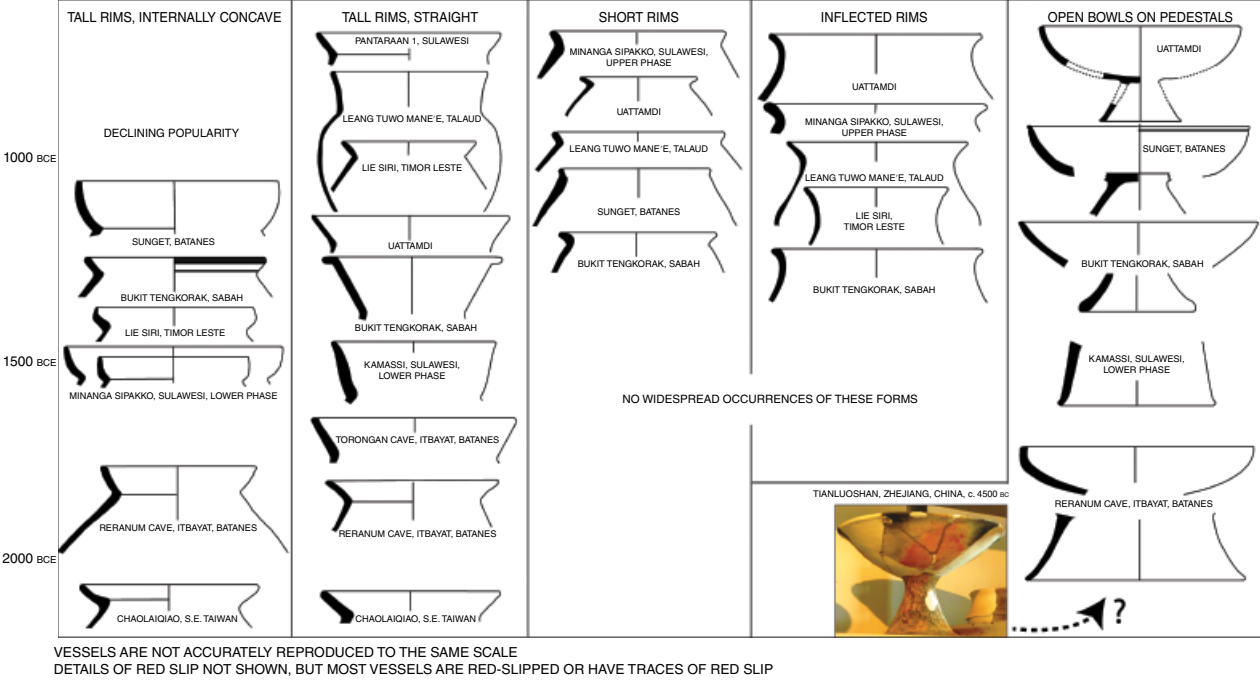 TALL RIMS, INTERNALLY CONCAVE
TALL RIMS, STRAIGHT
SHORT RIMS
INFLECTED RIMS
OPEN BOWLS ON PEDESTALS
1000 BCE
1500 BCE
2000 BCE
DECLINING POPULARITY
SUNGET, BATANES
BUKIT TENGKORAK, SABAH
LIE SIRI, TIMOR LESTE
MINANGA SIPAKKO, SULAWESI, LOWER PHASE
RERANUM CAVE, ITBAYAT, BATANES
CHAOLAIQIAO, S.E. TAIWAN
PANTARAAN 1, SULAWESI
LEANG TUWO MANE'E, TALAUD
LIE SIRI, TIMOR LESTE
UATTAMDI
BUKIT TENGKORAK, SABAH
KAMASSI, SULAWESI,
LOWER PHASE
TORONGAN CAVE, ITBAYAT, BATANES
RERANUM CAVE, ITBAYAT, BATANES
CHAOLAIQIAO, S.E. TAIWAN
MINANGA SIPAKKO, SULAWESI,
UPPER PHASE
UATTAMDI
LEANG TUWO MANE'E, TALAUD
SUNGET, BATANES
BUKIT TENGKORAK, SABAH
UATTAMDI
MINANGA SIPAKKO, SULAWESI,
UPPER PHASE
LEANG TUWO MANE'E, TALAUD
LIE SIRI,
TIMOR LESTE
BUKIT TENGKORAK, SABAH
NO WIDESPREAD OCCURRENCES OF THESE FORMS
TIANLUOSHAN, ZHEJIANG, CHINA, c. 4500 BC
UATTAMDI
SUNGET, BATANES
BUKIT TENGKORAK, SABAH
KAMASSI, SULAWESI,
LOWER PHASE
RERANUM CAVE, ITBAYAT, BATANES
?
VESSELS ARE NOT ACCURATELY REPRODUCED TO THE SAME SCALE
DETAILS OF RED SLIP NOT SHOWN, BUT MOST VESSELS ARE RED-SLIPPED OR HAVE TRACES OF RED SLIP